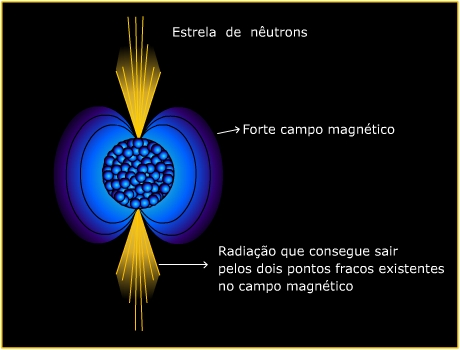 Estrela de nêutrons
Forte campo magnético
Radiação que consegue sair
pelos dois pontos fracos existentes
no campo magnético